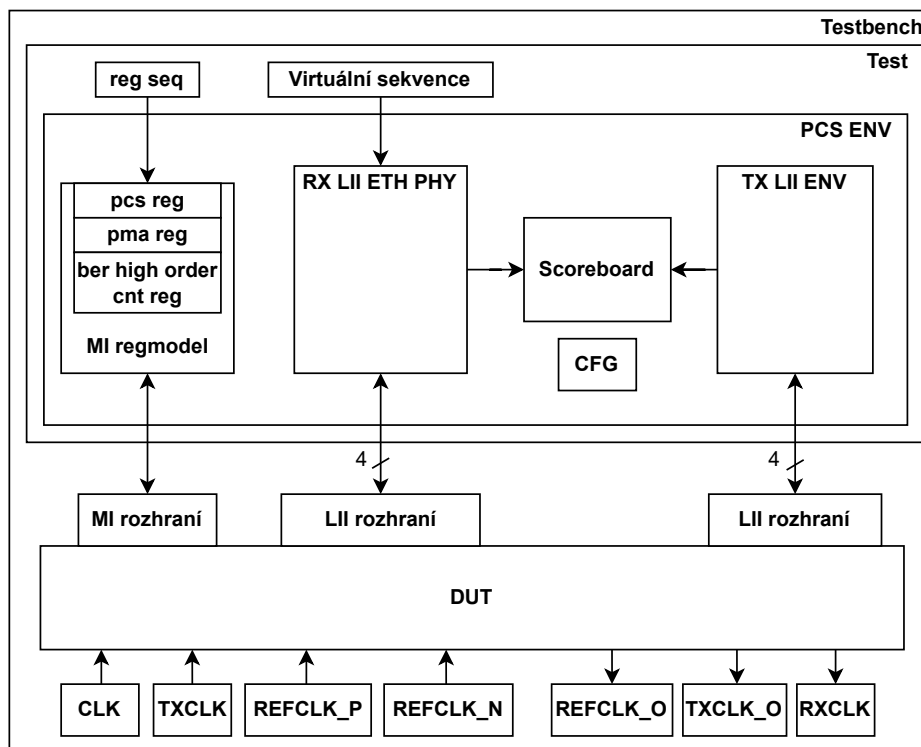 Testbench
Test
reg seq
Virtuální sekvence
PCS ENV
RX LII ETH PHY
TX LII ENV
pcs reg
pma reg
ber high order
cnt reg
Scoreboard
MI regmodel
CFG
4
4
MI rozhraní
LII rozhraní
LII rozhraní
DUT
CLK
TXCLK
REFCLK_P
REFCLK_N
REFCLK_O
TXCLK_O
RXCLK